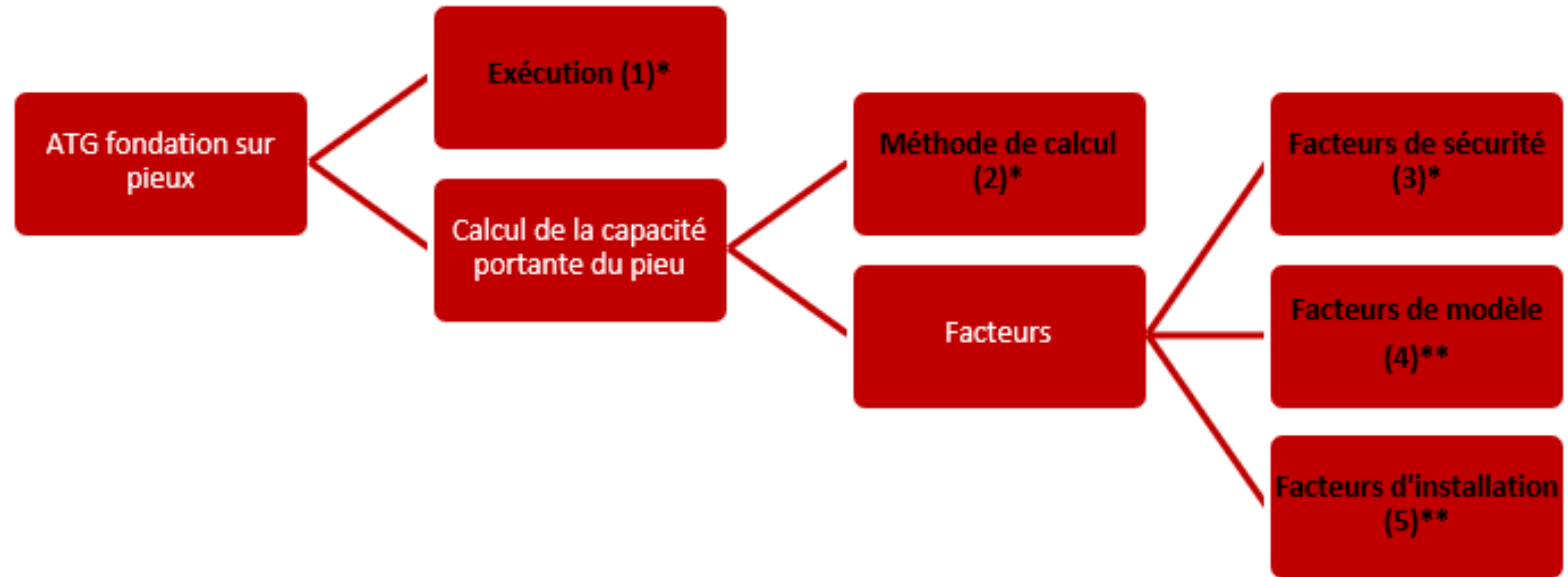 ATG fondation sur
pieux
Exécution (1)*
Calcul de la capacité
portante du pieu
Méthode de calcul
(2)*
Facteurs
Facteurs de sécurité
(3)*
Facteurs de modèle
(4)**
Facteurs d'installation
(5)**